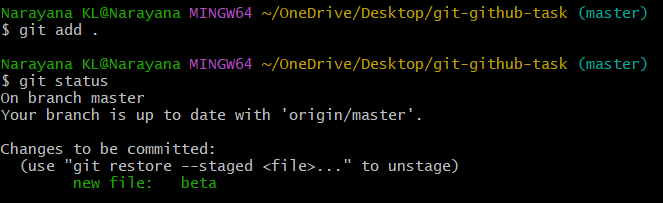 Narayana KL@Narayana MINGW64 ~/OneDrive/Desktop/git-github-task (master)
$ git add .
Narayana KL@Narayana MINGW64 ~/OneDrive/Desktop/git-github-task (master)
$ git status
On branch master
Your branch is up to date with 'origin/master'.
Changes to be committed:
  (use "git restore --staged <file>..." to unstage)
        new file:   beta